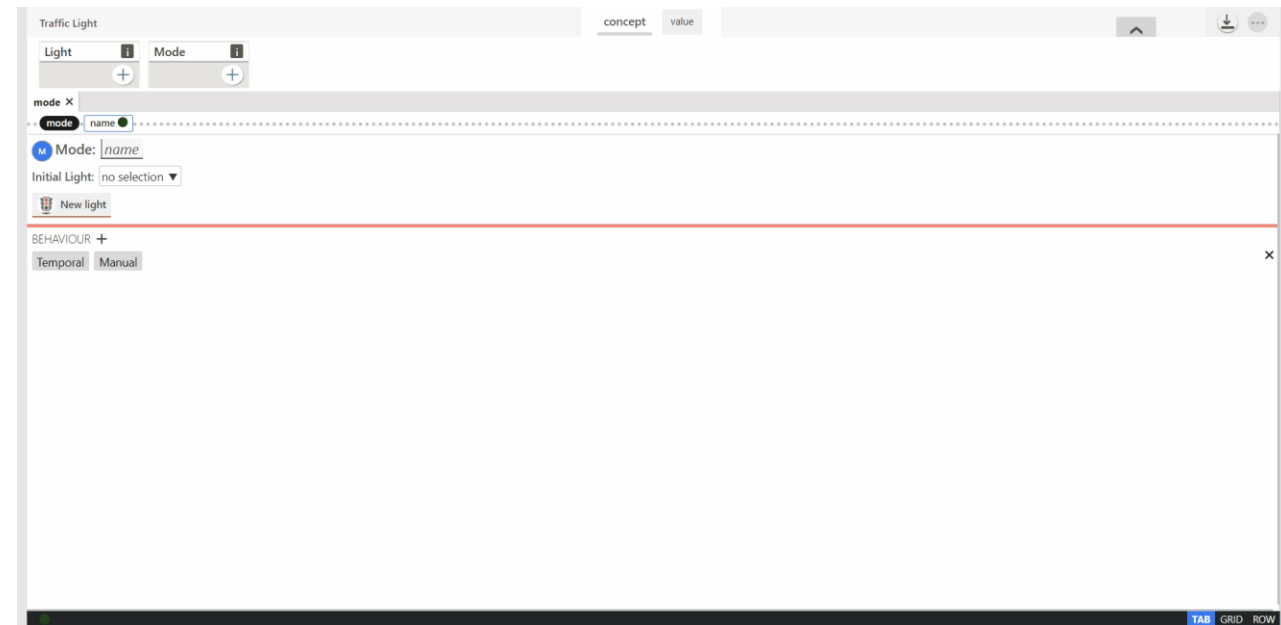 Traffic Light concept value
Light i Mode i
mode X
mode name
M Mode: name
Initial Light: no selection ▼
New light
BEHAVIOUR +
Temporal Manual
TAB GRID ROW